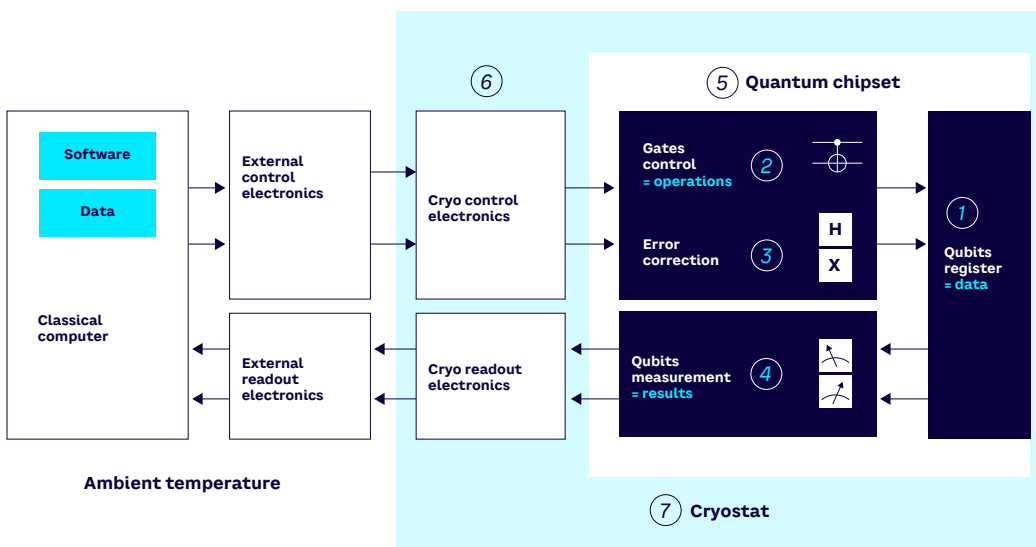 6
5 Quantum chipset
Software
Data
Classical
computer
External
control
electronics
Cryo control
electronics
Gates
control
= operations
2
Error
correction
3
H
X
1
Qubits
register
= data
External
readout
electronics
Cryo readout
electronics
Qubits
measurement
= results
4
Ambient temperature
7 Cryostat